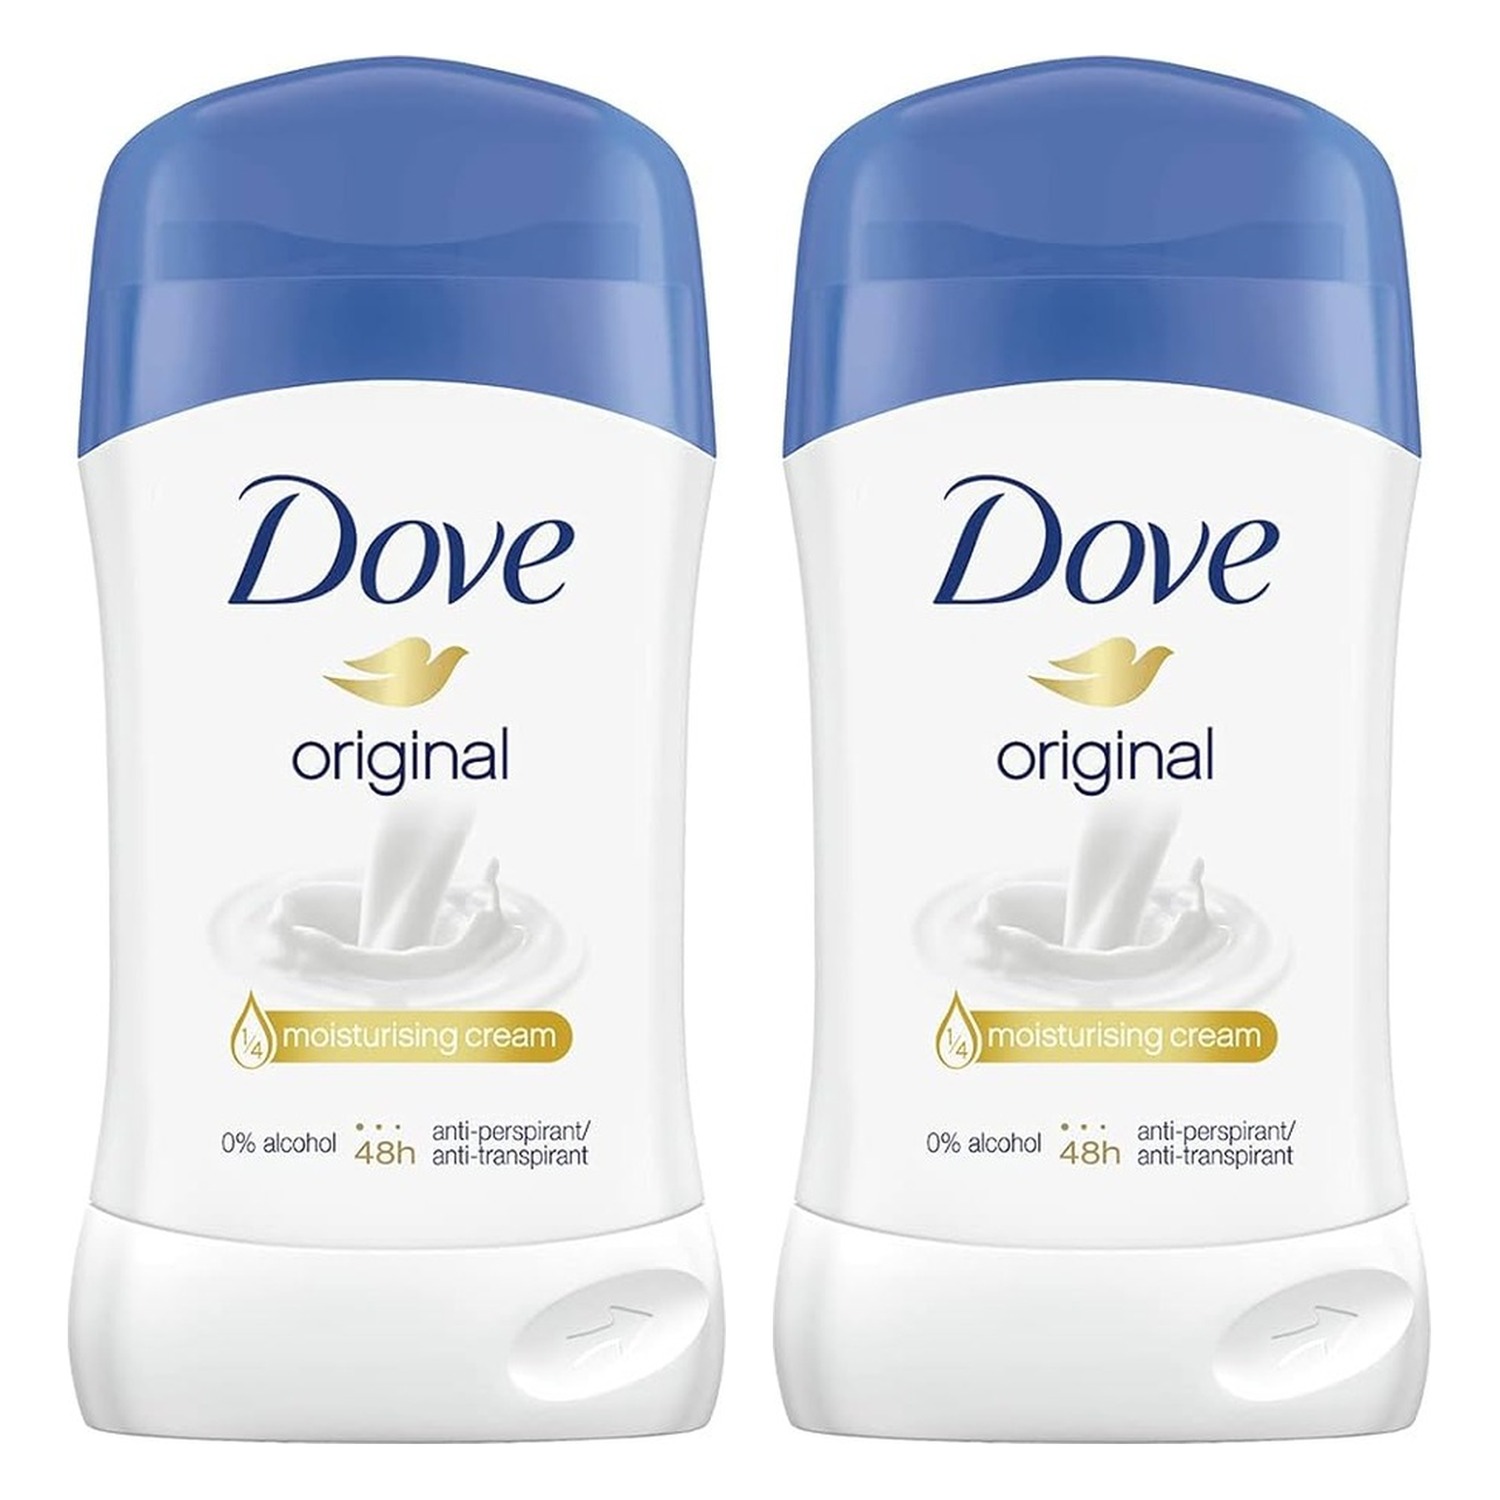 Dove
original
1/4 moisturising cream
0% alcohol 48h anti-perspirant/
anti-transpirant
Dove
original
1/4 moisturising cream
0% alcohol 48h anti-perspirant/
anti-transpirant